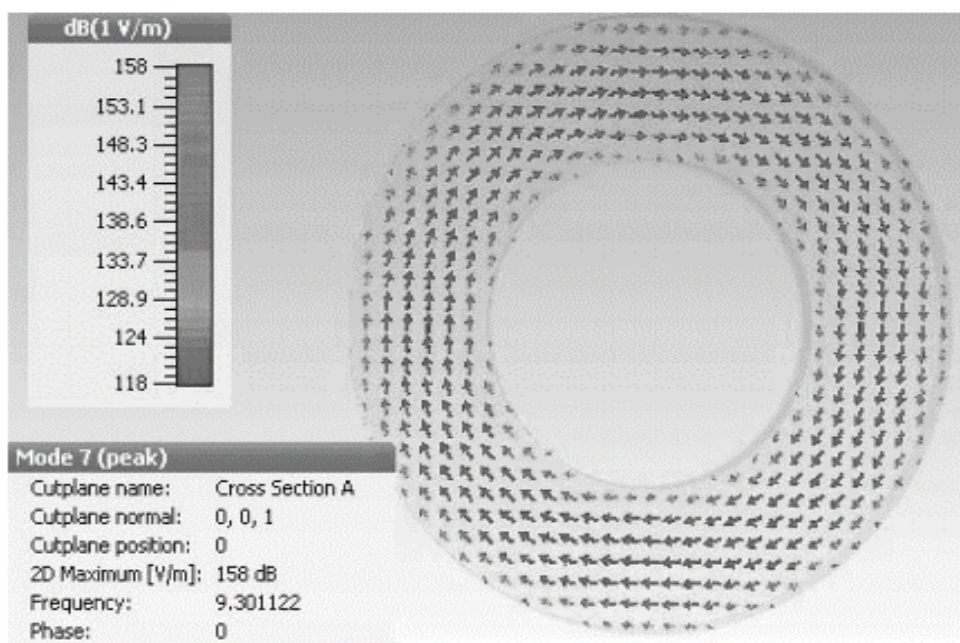 dB(1 V/m)
158
153.1
148.3
143.4
138.6
133.7
128.9
124
118
Mode 7 (peak)
Cutplane name: Cross Section A
Cutplane normal: 0, 0, 1
Cutplane position: 0
2D Maximum [V/m]: 158 dB
Frequency: 9.301122
Phase: 0